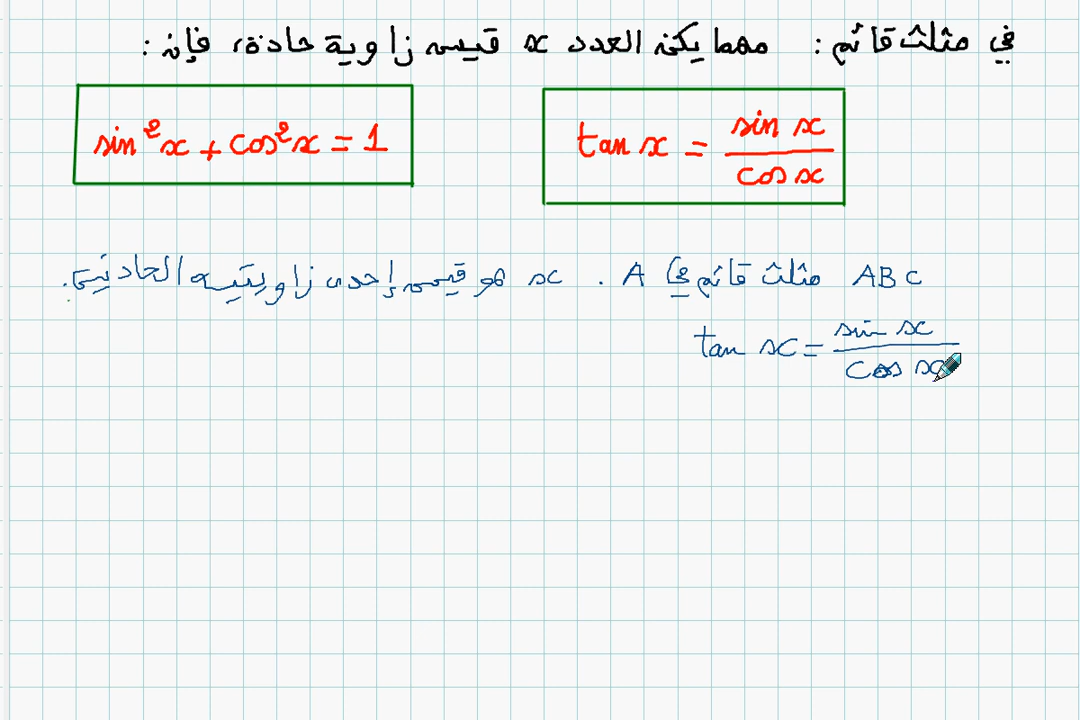 في مثلث قائم : مهما يكن العدد x قيس زاوية حادة، فإن :
tan x = sin x / cos x
sin²x + cos²x = 1
ABC مثلث قائم في A . x هو قيس إحدى زاويتيه الحادتين .
tan x = sin x / cos x